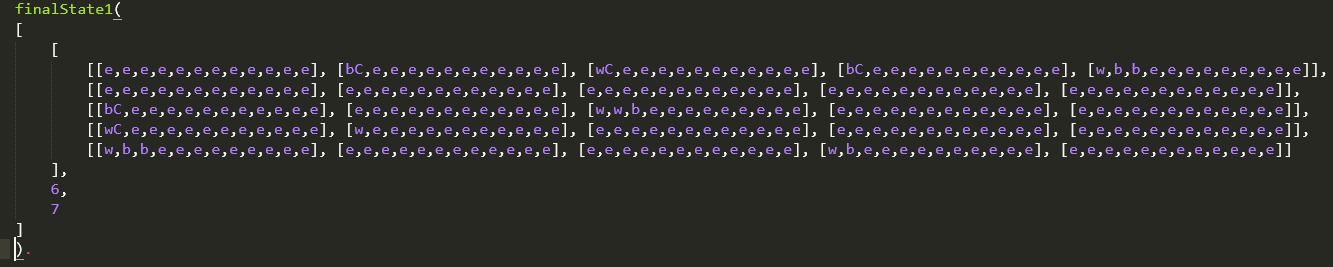 finalState1(
[
[
[[e,e,e,e,e,e,e,e,e,e,e,e], [bC,e,e,e,e,e,e,e,e,e,e,e], [wC,e,e,e,e,e,e,e,e,e,e,e], [bC,e,e,e,e,e,e,e,e,e,e,e], [w,b,b,e,e,e,e,e,e,e,e,e]],
[[e,e,e,e,e,e,e,e,e,e,e,e], [e,e,e,e,e,e,e,e,e,e,e,e], [e,e,e,e,e,e,e,e,e,e,e,e], [e,e,e,e,e,e,e,e,e,e,e,e], [e,e,e,e,e,e,e,e,e,e,e,e]],
[[bC,e,e,e,e,e,e,e,e,e,e,e], [e,e,e,e,e,e,e,e,e,e,e,e], [w,w,b,e,e,e,e,e,e,e,e,e], [e,e,e,e,e,e,e,e,e,e,e,e], [e,e,e,e,e,e,e,e,e,e,e,e]],
[[wC,e,e,e,e,e,e,e,e,e,e,e], [w,e,e,e,e,e,e,e,e,e,e,e], [e,e,e,e,e,e,e,e,e,e,e,e], [e,e,e,e,e,e,e,e,e,e,e,e], [e,e,e,e,e,e,e,e,e,e,e,e]],
[[w,b,b,e,e,e,e,e,e,e,e,e], [e,e,e,e,e,e,e,e,e,e,e,e], [e,e,e,e,e,e,e,e,e,e,e,e], [w,b,e,e,e,e,e,e,e,e,e,e], [e,e,e,e,e,e,e,e,e,e,e,e]]
],
6,
7
]
).